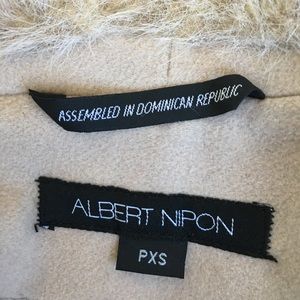 ASSEMBLED IN DOMINICAN REPUBLIC
ALBERT NIPON
PXS